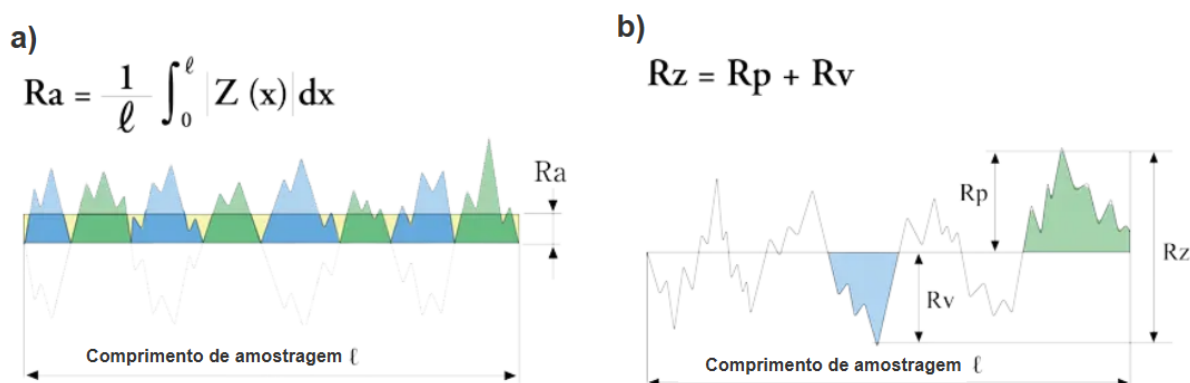 a)
Ra = 1/ℓ ∫₀^ℓ |Z (x)| dx
Ra
Comprimento de amostragem ℓ
b)
Rz = Rp + Rv
Rp
Rv
Rz
Comprimento de amostragem ℓ